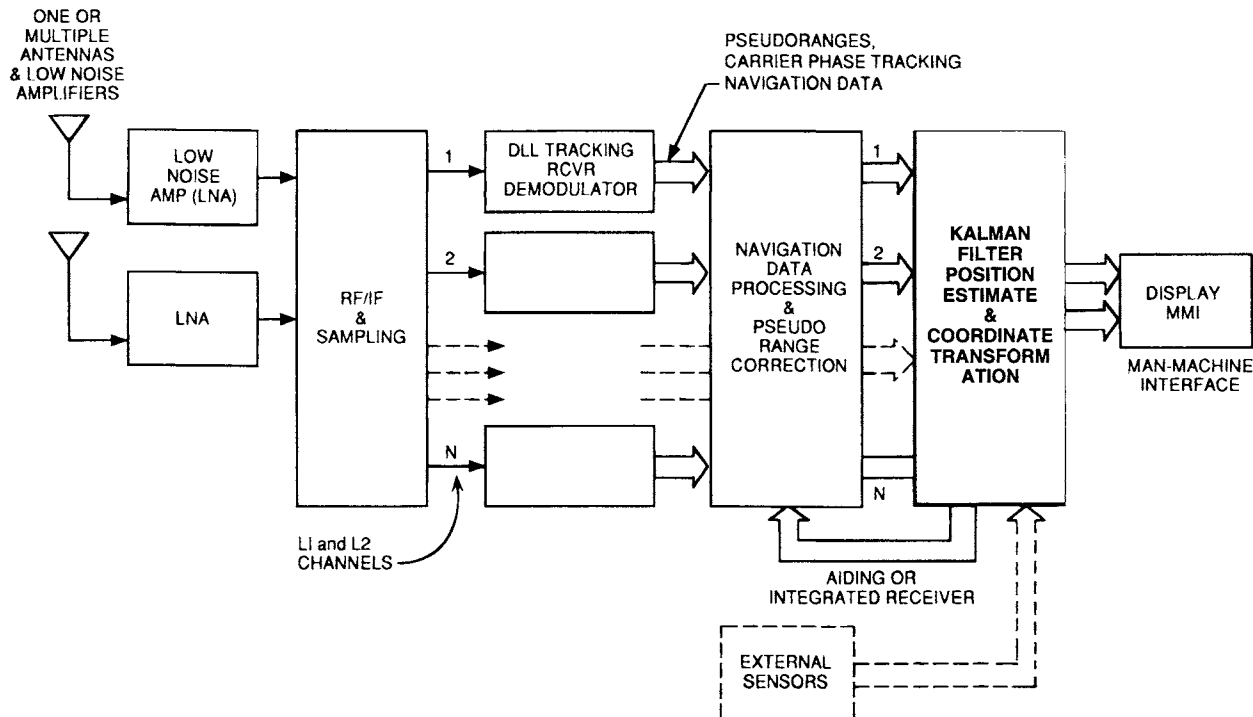 ONE OR
MULTIPLE
ANTENNAS
& LOW NOISE
AMPLIFIERS
LOW
NOISE
AMP (LNA)
LNA
RF/IF
&
SAMPLING
1
2
N
LI and L2
CHANNELS
DLL TRACKING
RCVR
DEMODULATOR
PSEUDORANGES,
CARRIER PHASE TRACKING
NAVIGATION DATA
NAVIGATION
DATA
PROCESSING
&
PSEUDO
RANGE
CORRECTION
1
2
N
KALMAN
FILTER
POSITION
ESTIMATE
&
COORDINATE
TRANSFORM
ATION
DISPLAY
MMI
MAN-MACHINE
INTERFACE
AIDING OR
INTEGRATED RECEIVER
EXTERNAL
SENSORS